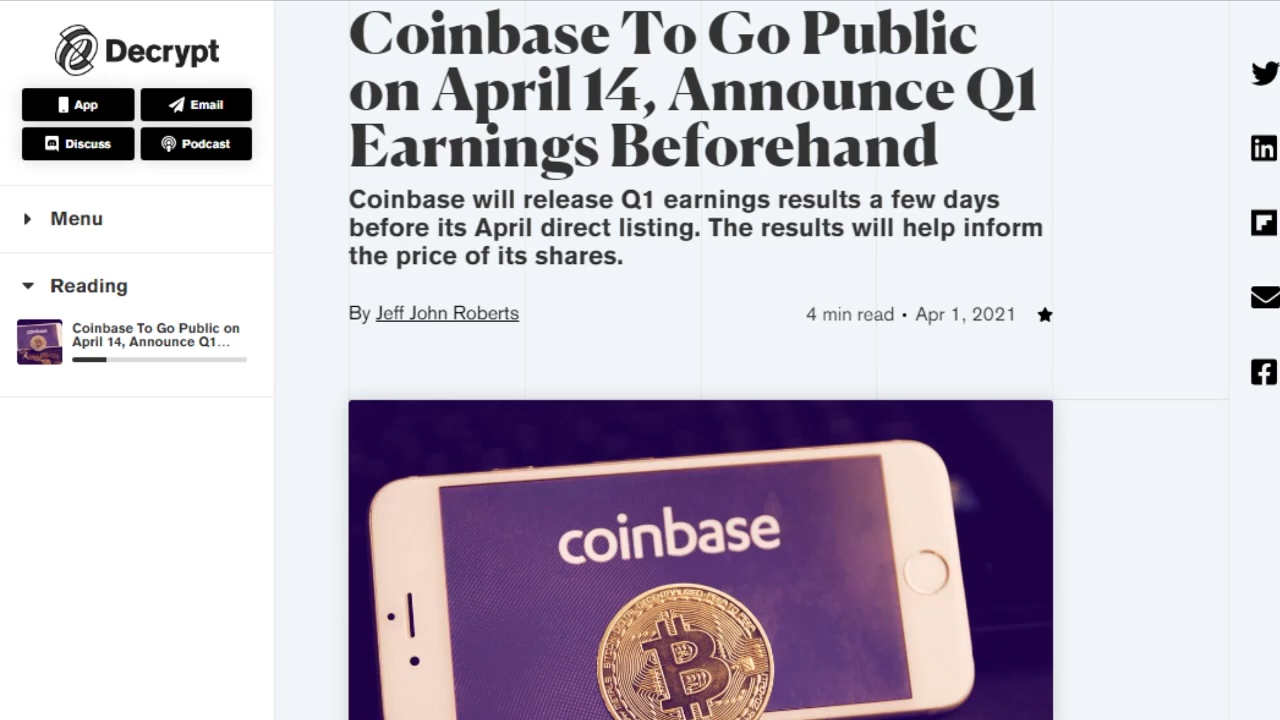 Decrypt
App
Email
Discuss
Podcast
Menu
Reading
Coinbase To Go Public on
April 14, Announce Q1...
Coinbase To Go Public
on April 14, Announce Q1
Earnings Beforehand
Coinbase will release Q1 earnings results a few days
before its April direct listing. The results will help inform
the price of its shares.
By Jeff John Roberts
4 min read • Apr 1, 2021
coinbase